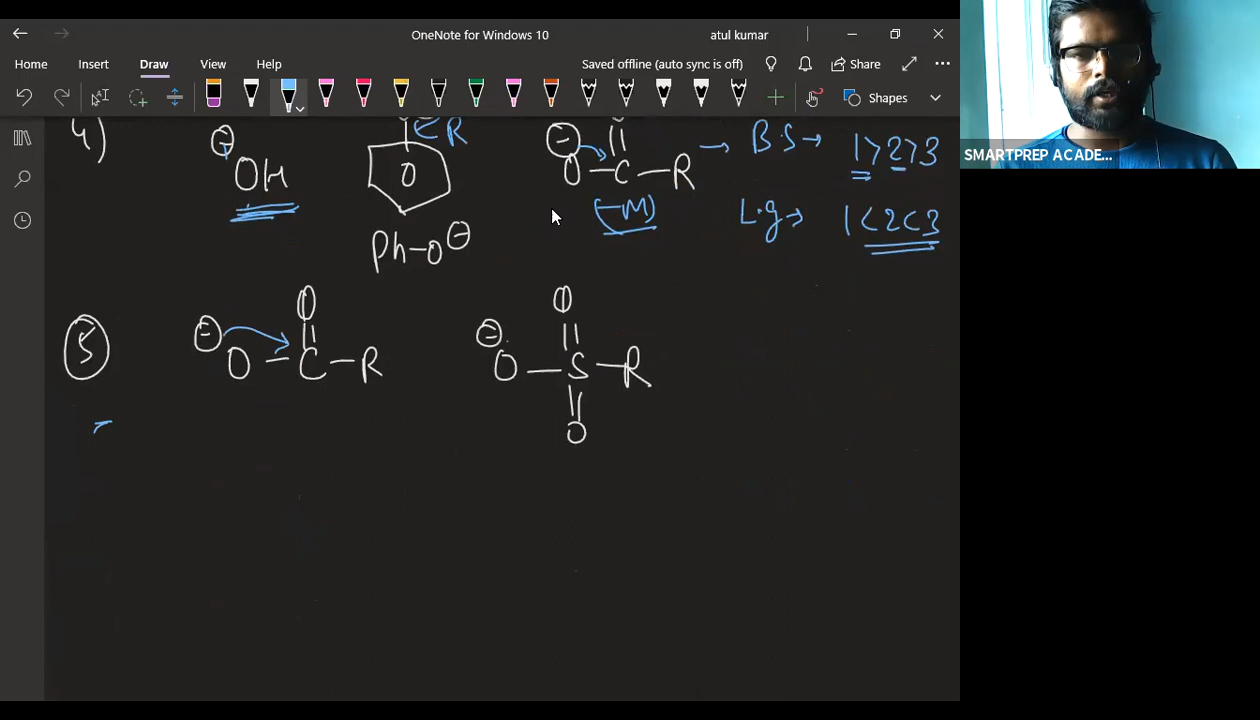 OneNote for Windows 10
atul kumar
Home Insert Draw View Help
Saved offline (auto sync is off)
Share
Shapes
SMARTPREP ACADE...
4)
⊖
OH
R
O
Ph-O⊖
⊖
O-C-R
(-M)
→ B.S → 1>2>3
L.g → 1<2<3
5
⊖ O
O-C-R
⊖ O
O-S-R
O